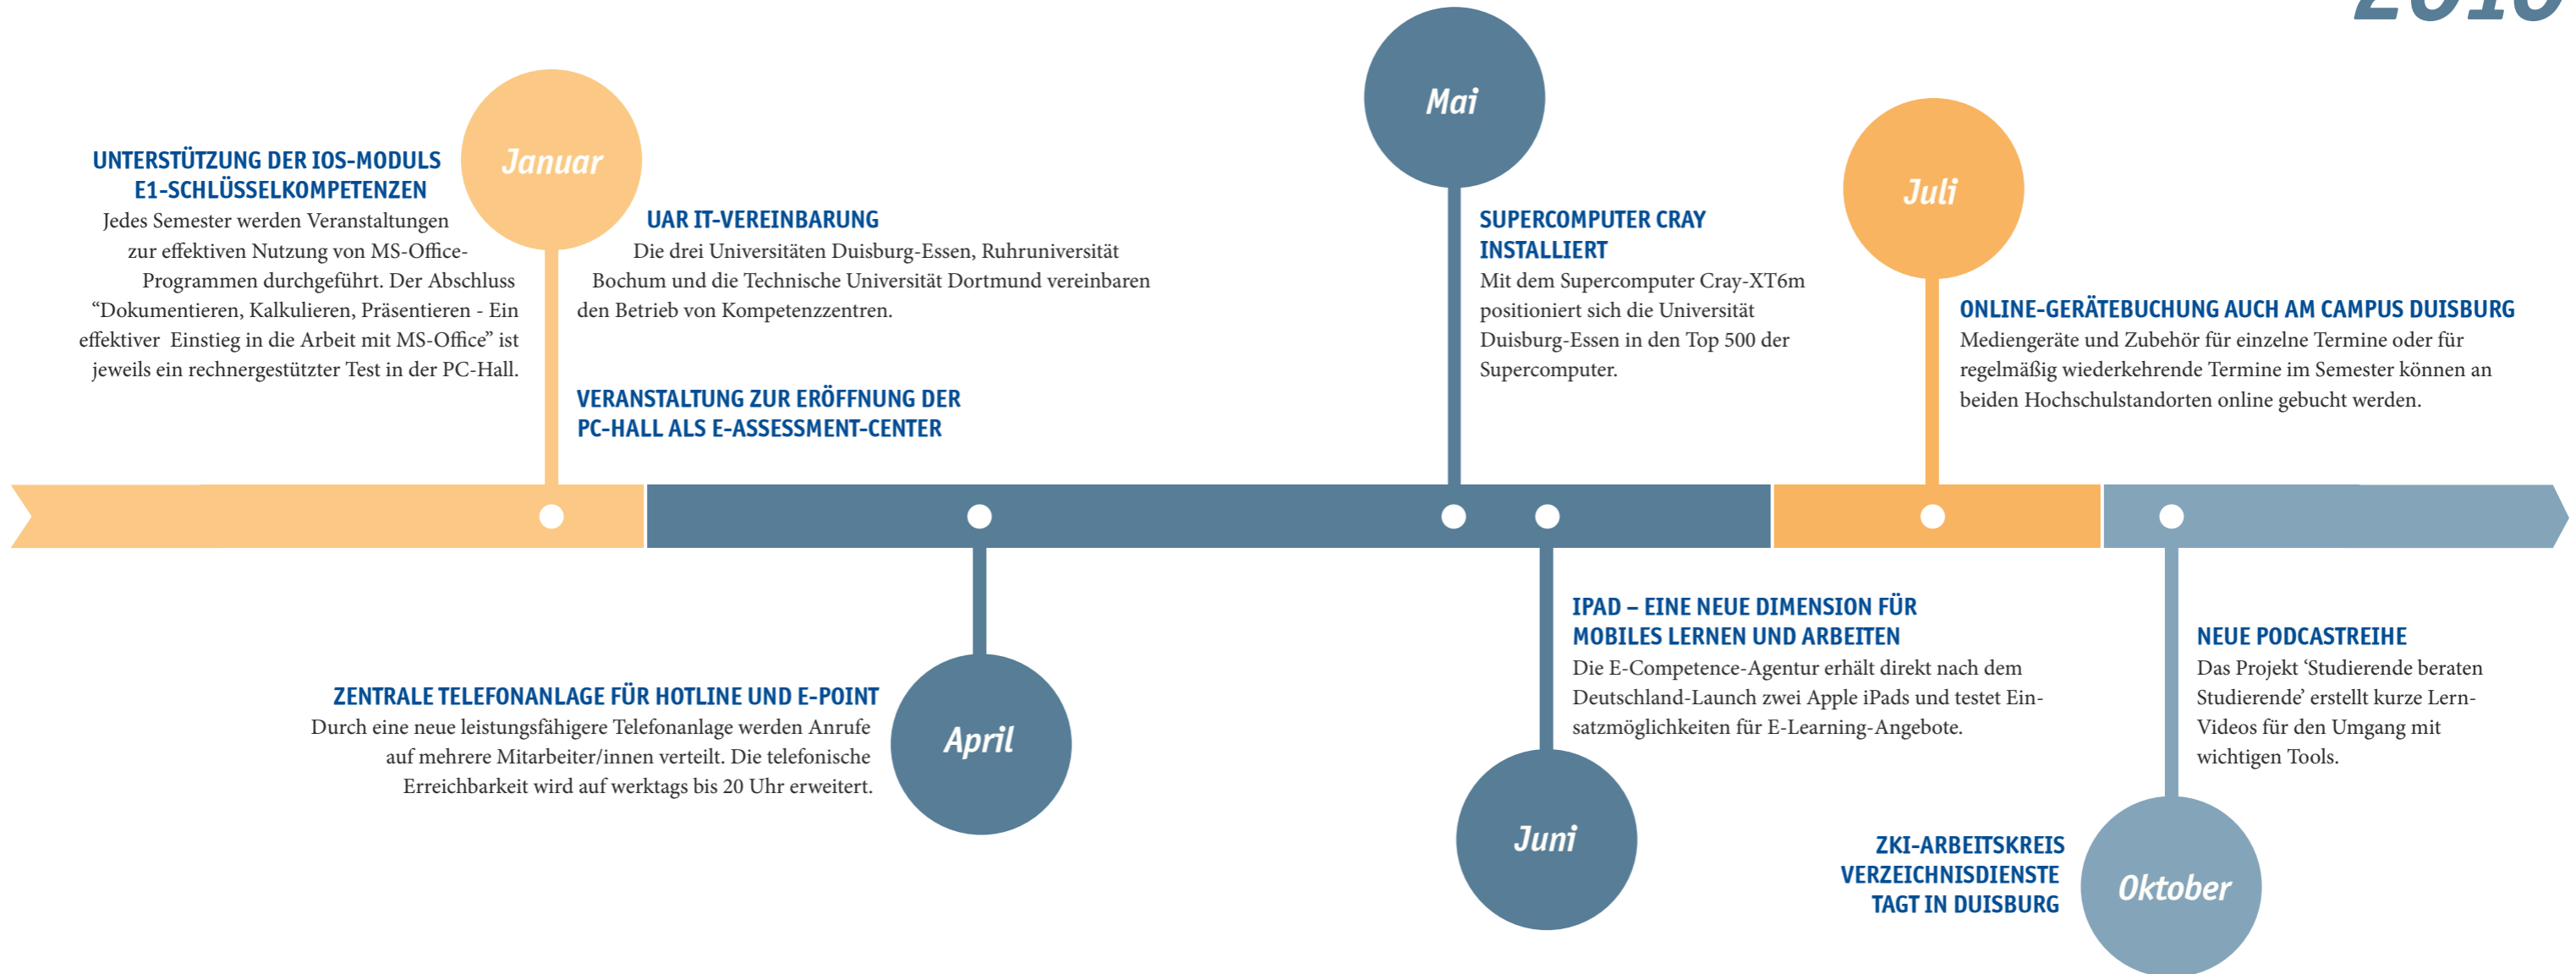 Januar
UNTERSTÜTZUNG DER IOS-MODULS
E1-SCHLÜSSELKOMPETENZEN
Jedes Semester werden Veranstaltungen
zur effektiven Nutzung von MS-Office-
Programmen durchgeführt. Der Abschluss
“Dokumentieren, Kalkulieren, Präsentieren - Ein
effektiver Einstieg in die Arbeit mit MS-Office” ist
jeweils ein rechnergestützter Test in der PC-Hall.
UAR IT-VEREINBARUNG
Die drei Universitäten Duisburg-Essen, Ruhruniversität
Bochum und die Technische Universität Dortmund vereinbaren
den Betrieb von Kompetenzzentren.
VERANSTALTUNG ZUR ERÖFFNUNG DER
PC-HALL ALS E-ASSESSMENT-CENTER
Mai
SUPERCOMPUTER CRAY
INSTALLIERT
Mit dem Supercomputer Cray-XT6m
positioniert sich die Universität
Duisburg-Essen in den Top 500 der
Supercomputer.
Juli
ONLINE-GERÄTEBUCHUNG AUCH AM CAMPUS DUISBURG
Mediengeräte und Zubehör für einzelne Termine oder für
regelmäßig wiederkehrende Termine im Semester können an
beiden Hochschulstandorten online gebucht werden.
ZENTRALE TELEFONANLAGE FÜR HOTLINE UND E-POINT
Durch eine neue leistungsfähigere Telefonanlage werden Anrufe
auf mehrere Mitarbeiter/innen verteilt. Die telefonische
Erreichbarkeit wird auf werktags bis 20 Uhr erweitert.
April
IPAD – EINE NEUE DIMENSION FÜR
MOBILES LERNEN UND ARBEITEN
Die E-Competence-Agentur erhält direkt nach dem
Deutschland-Launch zwei Apple iPads und testet Ein-
satzmöglichkeiten für E-Learning-Angebote.
Juni
NEUE PODCASTREIHE
Das Projekt ‘Studierende beraten
Studierende’ erstellt kurze Lern-
Videos für den Umgang mit
wichtigen Tools.
ZKI-ARBEITSKREIS
VERZEICHNISDIENSTE
TAGT IN DUISBURG
Oktober